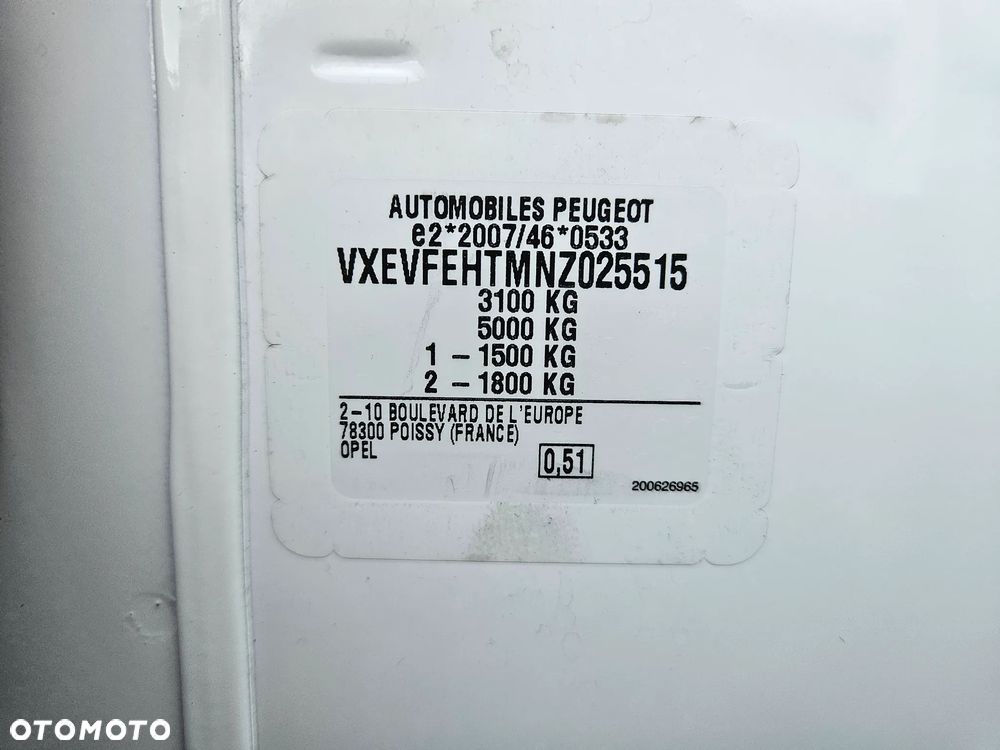 AUTOMOBILES PEUGEOT
e2*2007/46*0533
VXEVFEHTMNZ025515
3100 KG
5000 KG
1 - 1500 KG
2 - 1800 KG
2-10 BOULEVARD DE L'EUROPE
78300 POISSY (FRANCE)
OPEL
0,51
200626965
OTOMOTO